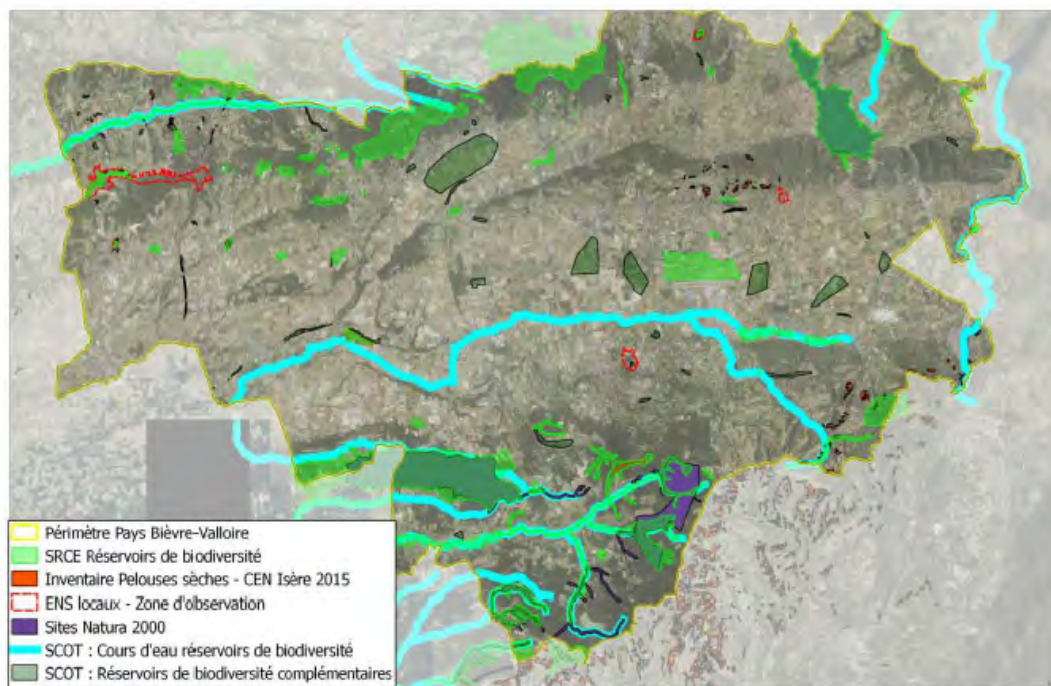 Périmètre Pays Bièvre-Valloire
SRCE Réservoirs de biodiversité
Inventaire Pelouses sèches - CEN Isère 2015
ENS locaux - Zone d'observation
Sites Natura 2000
SCOT : Cours d'eau réservoirs de biodiversité
SCOT : Réservoirs de biodiversité complémentaires